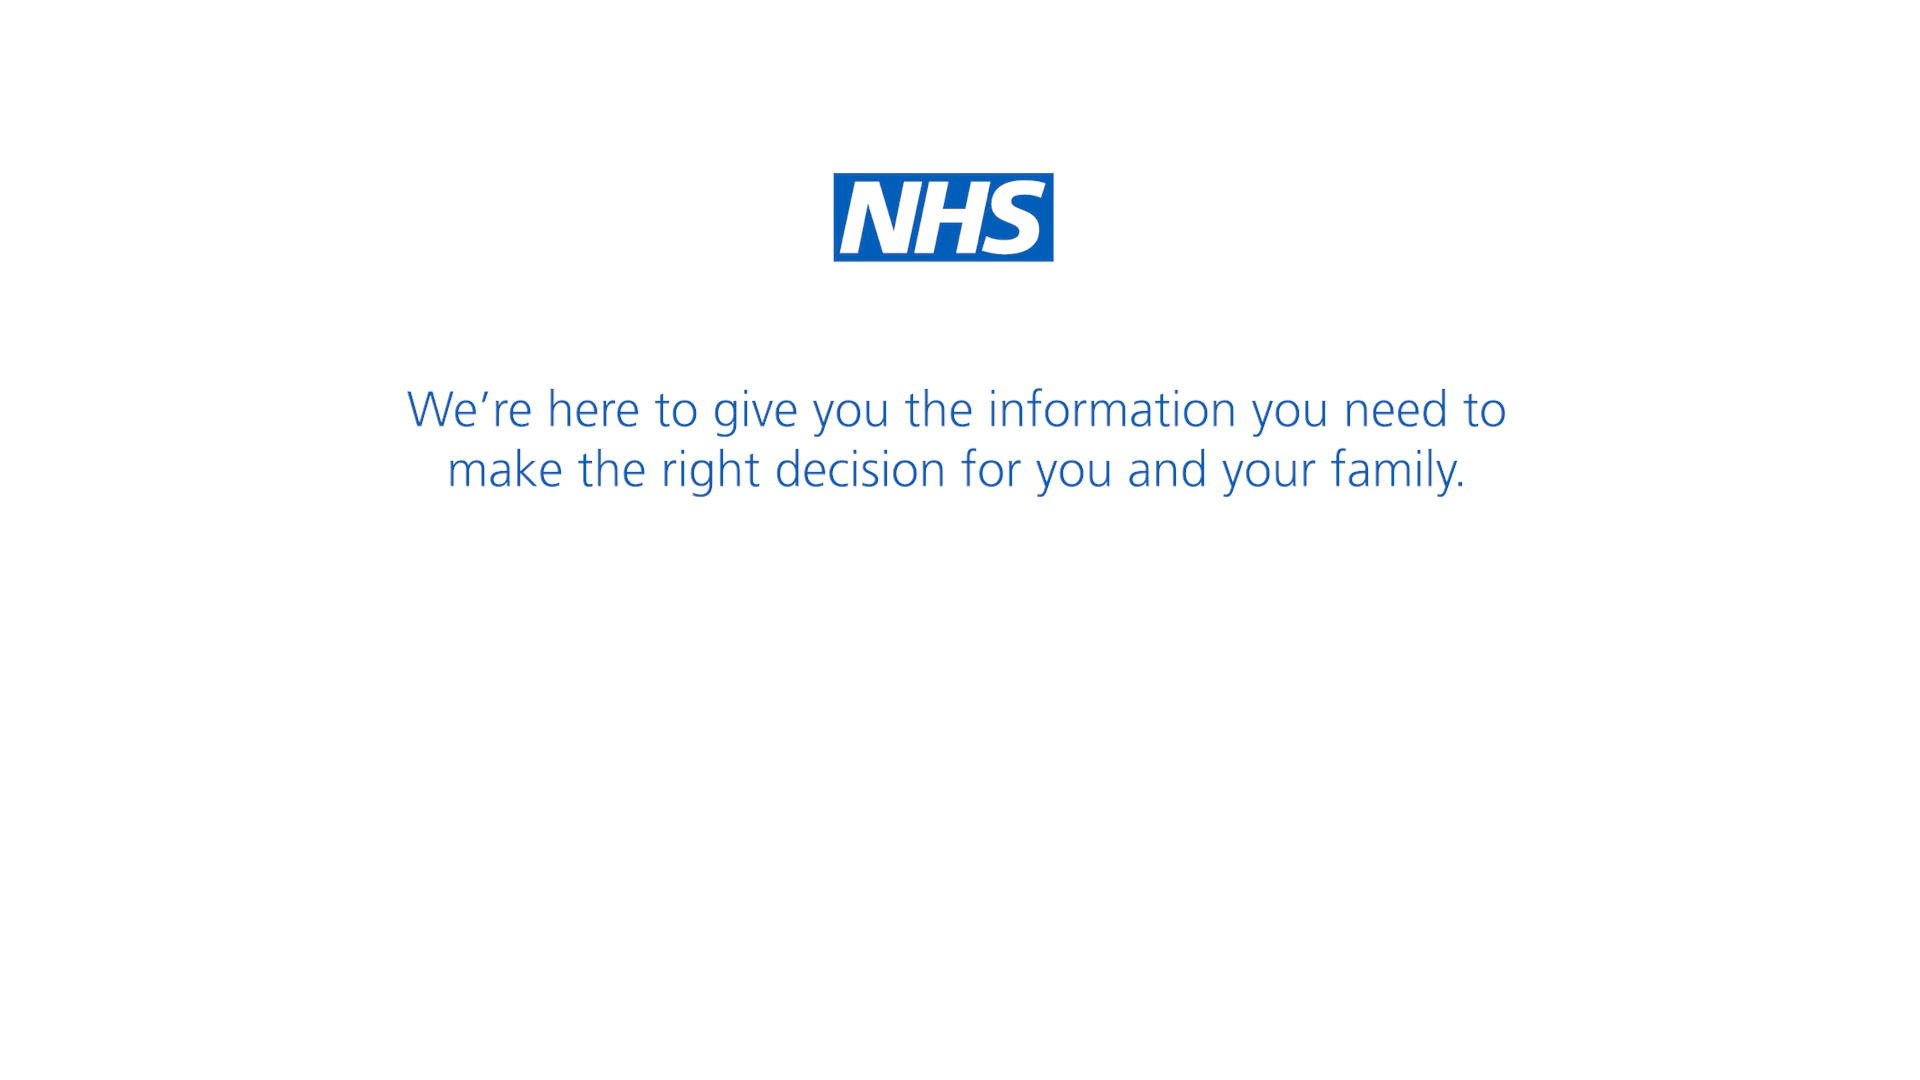 NHS
We’re here to give you the information you need to
make the right decision for you and your family.